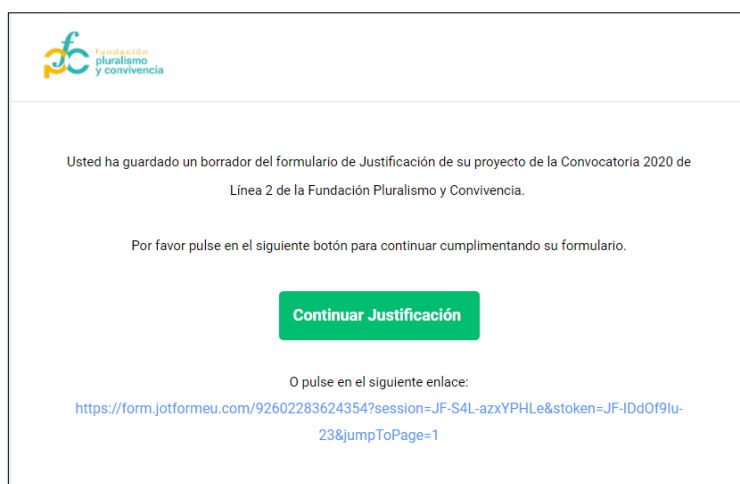 fundación
pluralismo
y convivencia
Usted ha guardado un borrador del formulario de Justificación de su proyecto de la Convocatoria 2020 de
Línea 2 de la Fundación Pluralismo y Convivencia.
Por favor pulse en el siguiente botón para continuar cumplimentando su formulario.
Continuar Justificación
O pulse en el siguiente enlace:
https://form.jotformeu.com/92602283624354?session=JF-S4L-azxYPHLe&stoken=JF-IDdOf9Iu-
23&jumpToPage=1